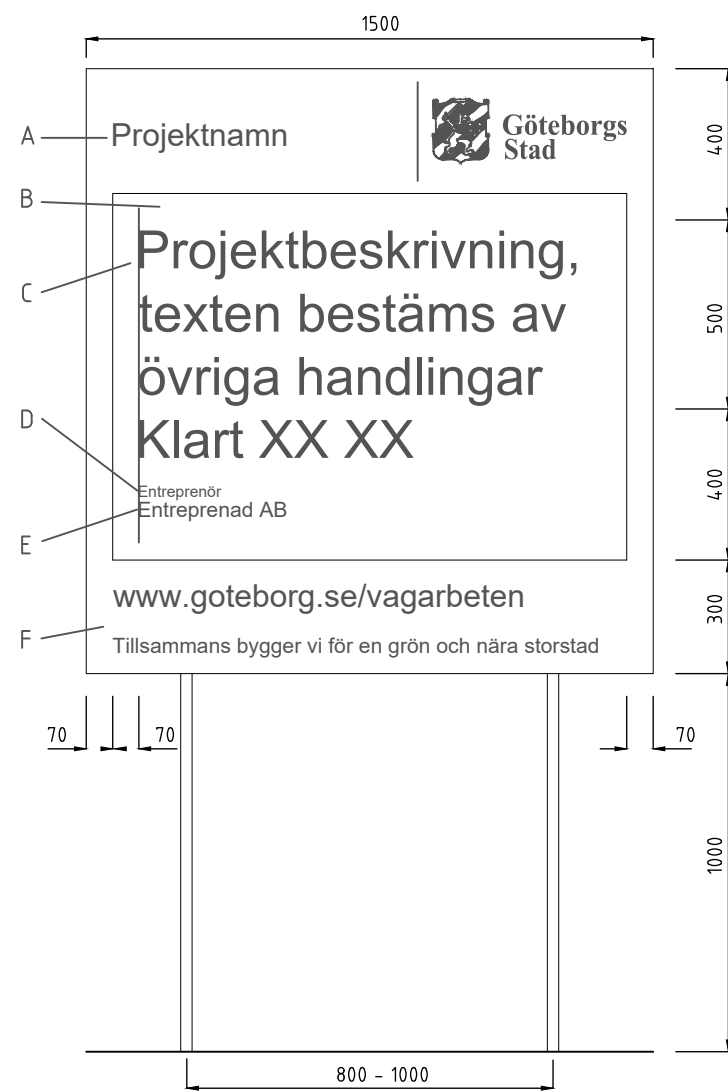 1500
A
Projektnamn
Göteborgs
Stad
400
B
C
Projektbeskrivning,
texten bestäms av
övriga handlingar
Klart XX XX
500
D
Entreprenör
Entreprenad AB
E
400
www.goteborg.se/vagarbeten
300
F
Tillsammans bygger vi för en grön och nära storstad
70
70
70
1000
800 - 1000